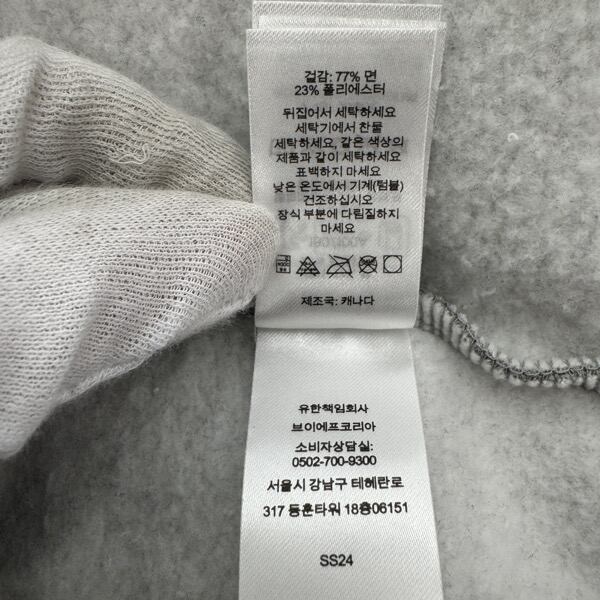 겉감: 77% 면
23% 폴리에스터
뒤집어서 세탁하세요
세탁기에서 찬물
세탁하세요, 같은 색상의
제품과 같이 세탁하세요
표백하지 마세요
낮은 온도에서 기계(텀블)
건조하십시오
장식 부분에 다림질하지
마세요
제조국: 캐나다
유한책임회사
브이에프코리아
소비자상담실:
0502-700-9300
서울시 강남구 테헤란로
317 동훈타워 18층06151
SS24